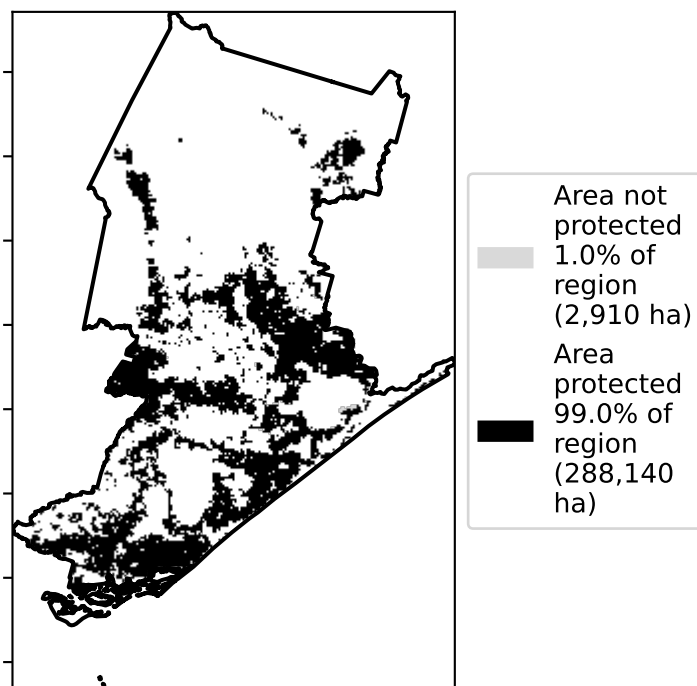 Area not
protected
1.0% of
region
(2,910 ha)
Area
protected
99.0% of
region
(288,140
ha)